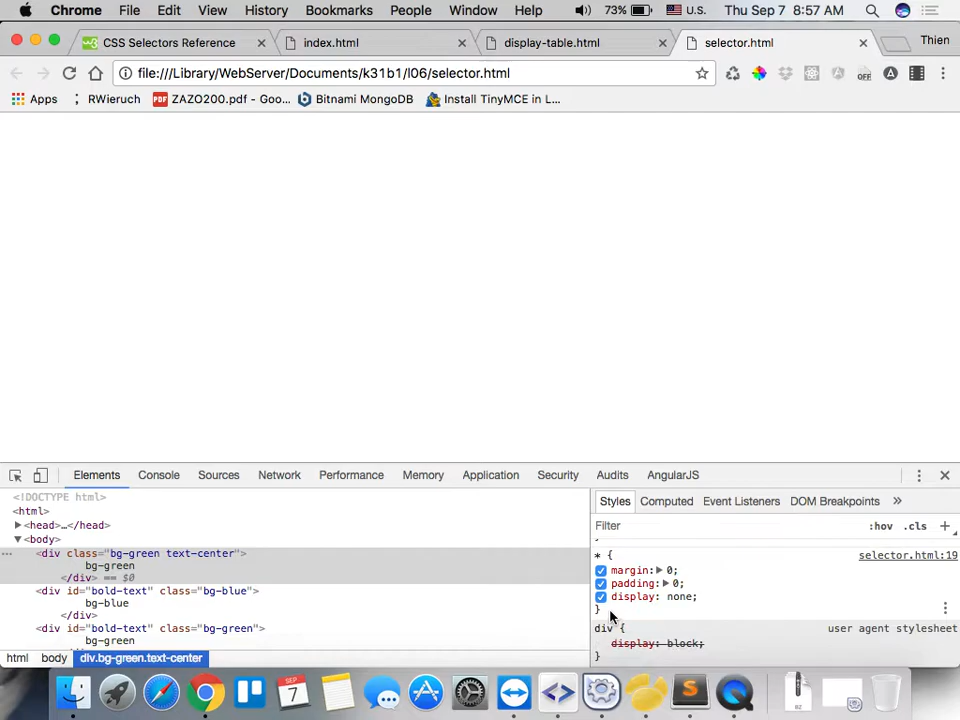 Chrome File Edit View History Bookmarks People Window Help 73% U.S. Thu Sep 7 8:57 AM
CSS Selectors Reference index.html display-table.html selector.html Thien
file:///Library/WebServer/Documents/k31b1/l06/selector.html OFF
Apps RWieruch PDF ZAZO200.pdf - Goo... Bitnami MongoDB Install TinyMCE in L...
Elements Console Sources Network Performance Memory Application Security Audits AngularJS
<!DOCTYPE html>
<html>
<head>…</head>
<body>
<div class="bg-green text-center">
bg-green
</div> == $0
<div id="bold-text" class="bg-blue">
bg-blue
</div>
<div id="bold-text" class="bg-green">
bg-green
html body div.bg-green.text-center
Styles Computed Event Listeners DOM Breakpoints »
Filter :hov .cls +
}
* { selector.html:19
margin: 0;
padding: 0;
display: none;
}
div { user agent stylesheet
display: block;
}
SEP
7